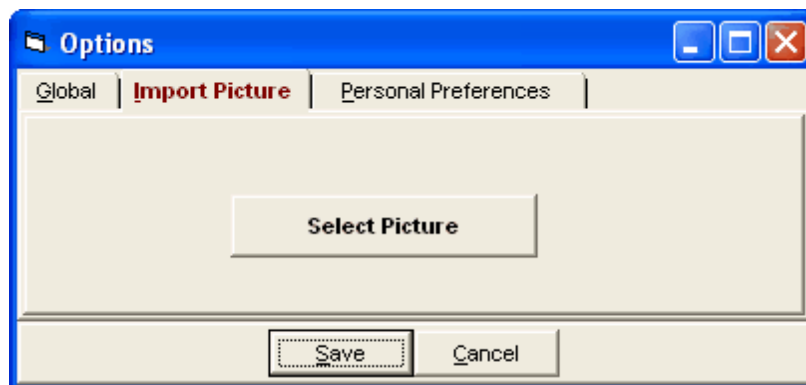 Options
Global Import Picture Personal Preferences
Select Picture
Save Cancel